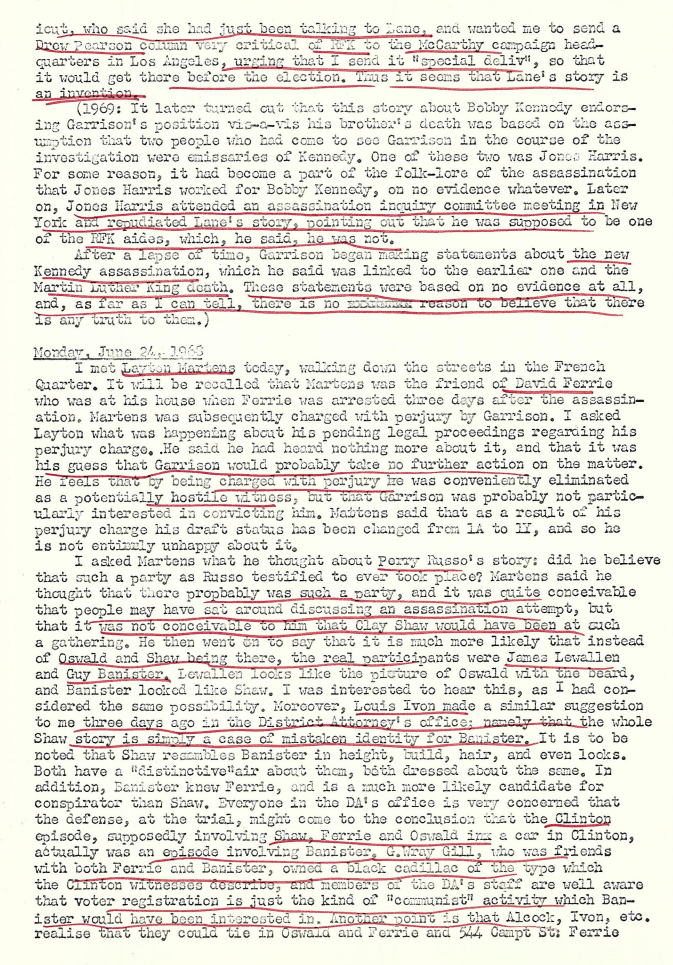 icut, who said she had just been talking to Lane, and wanted me to send a
Drew Pearson column very critical of RFK to the McCarthy campaign head-
quarters in Los Angeles, urging that I send it "special deliv", so that
it would get there before the election. Thus it seems that Lane's story is
an invention.
(1969: It later turned out that this story about Bobby Kennedy endors-
ing Garrison's position vis-a-vis his brother's death was based on the ass-
umption that two people who had come to see Garrison in the course of the
investigation were emissaries of Kennedy. One of these two was Jones Harris.
For some reason, it had become a part of the folk-lore of the assassination
that Jones Harris worked for Bobby Kennedy, on no evidence whatever. Later
on, Jones Harris attended an assassination inquiry committee meeting in New
York and repudiated Lane's story, pointing out that he was supposed to be one
of the RFK aides, which, he said, he was not.
After a lapse of time, Garrison began making statements about the new
Kennedy assassination, which he said was linked to the earlier one and the
Martin Luther King death. These statements were based on no evidence at all,
and, as far as I can tell, there is no reason to believe that there
is any truth to them.)
Monday, June 24, 1968
I met Layton Martens today, walking down the streets in the French
Quarter. It will be recalled that Martens was the friend of David Ferrie
who was at his house when Ferrie was arrested three days after the assassin-
ation. Martens was subsequently charged with perjury by Garrison. I asked
Layton what was happening about his pending legal proceedings regarding his
perjury charge. .He said he had heard nothing more about it, and that it was
his guess that Garrison would probably take no further action on the matter.
He feels that by being charged with perjury he was conveniently eliminated
as a potentially hostile witness, but that Garrison was probably not partic-
ularly interested in convicting him. Mattens said that as a result of his
perjury charge his draft status has been changed from 1A to 1Y, and so he
is not entirely unhappy about it.
I asked Martens what he thought about Perry Russo's story: did he believe
that such a party as Russo testified to ever took place? Martens said he
thought that there propbably was such a party, and it was quite conceivable
that people may have sat around discussing an assassination attempt, but
that it was not conceivable to him that Clay Shaw would have been at such
a gathering. He then went on to say that it is much more likely that instead
of Oswald and Shaw being there, the real participants were James Lewallen
and Guy Banister. Lewallen looks like the picture of Oswald with the beard,
and Banister looked like Shaw. I was interested to hear this, as I had con-
sidered the same possibility. Moreover, Louis Ivon made a similar suggestion
to me three days ago in the District Attorney's office: namely that the whole
Shaw story is simply a case of mistaken identity for Banister. It is to be
noted that Shaw resembles Banister in height, build, hair, and even looks.
Both have a "distinctive"air about them, both dressed about the same. In
addition, Banister knew Ferrie, and is a much more likely candidate for
conspirator than Shaw. Everyone in the DA's office is very concerned that
the defense, at the trial, might come to the conclusion that the Clinton
episode, supposedly involving Shaw, Ferrie and Oswald inx a car in Clinton,
actually was an episode involving Banister. G.Wray Gill, who was friends
with both Ferrie and Banister, owned a black cadillac of the type which
the Clinton witnesses describe, and members of the DA's staff are well aware
that voter registration is just the kind of "communist" activity which Ban-
ister would have been interested in. Another point is that Alcock, Ivon, etc.
realise that they could tie in Oswald and Ferrie and 544 Campt St: Ferrie